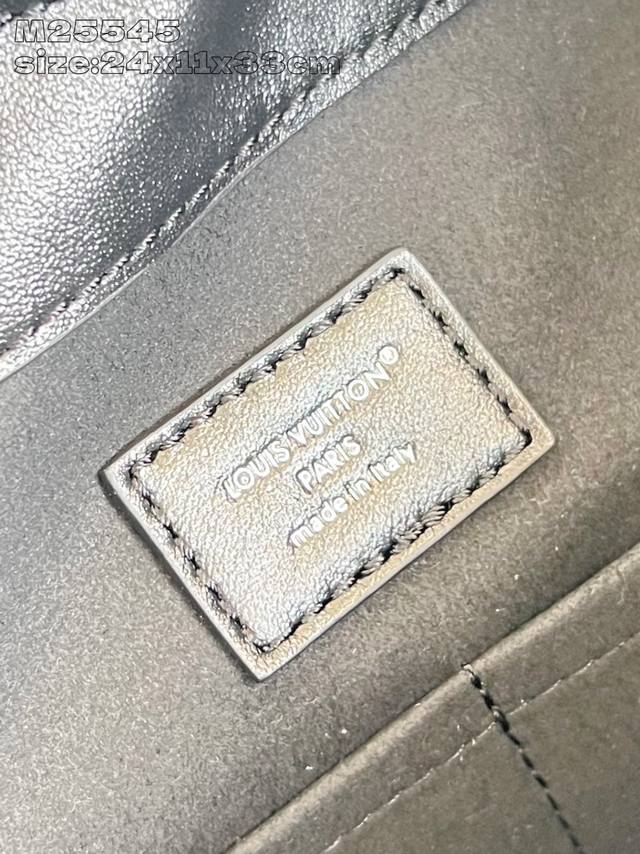 M25545
size:24x11x33cm
LOUIS VUITTON®
PARIS
made in italy